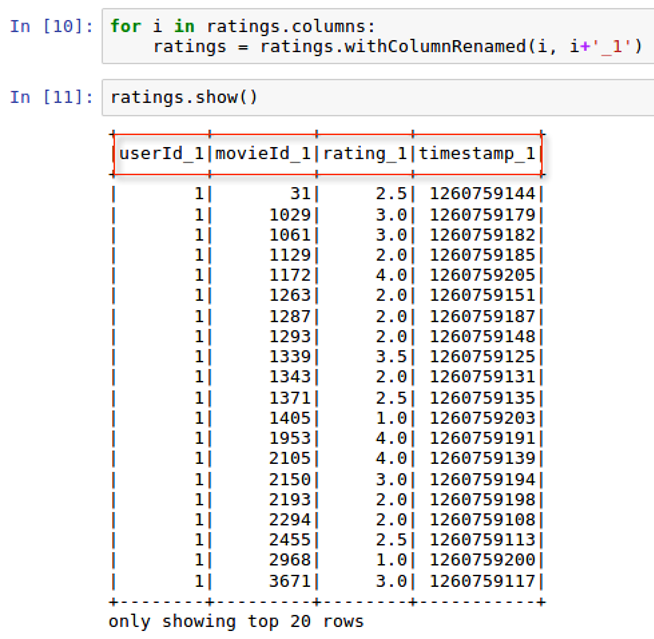 In [10]: for i in ratings.columns:
    ratings = ratings.withColumnRenamed(i, i+'_1')
In [11]: ratings.show()
+--------+---------+--------+-----------+
|userId_1|movieId_1|rating_1|timestamp_1|
+--------+---------+--------+-----------+
|       1|       31|     2.5| 1260759144|
|       1|     1029|     3.0| 1260759179|
|       1|     1061|     3.0| 1260759182|
|       1|     1129|     2.0| 1260759185|
|       1|     1172|     4.0| 1260759205|
|       1|     1263|     2.0| 1260759151|
|       1|     1287|     2.0| 1260759187|
|       1|     1293|     2.0| 1260759148|
|       1|     1339|     3.5| 1260759125|
|       1|     1343|     2.0| 1260759131|
|       1|     1371|     2.5| 1260759135|
|       1|     1405|     1.0| 1260759203|
|       1|     1953|     4.0| 1260759191|
|       1|     2105|     4.0| 1260759139|
|       1|     2150|     3.0| 1260759194|
|       1|     2193|     2.0| 1260759198|
|       1|     2294|     2.0| 1260759108|
|       1|     2455|     2.5| 1260759113|
|       1|     2968|     1.0| 1260759200|
|       1|     3671|     3.0| 1260759117|
+--------+---------+--------+-----------+
only showing top 20 rows